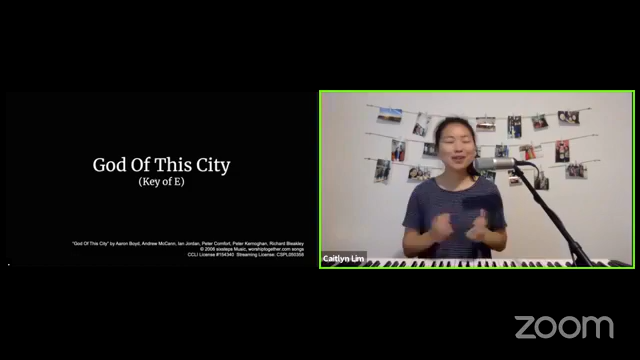 God Of This City
(Key of E)
"God Of This City" by Aaron Boyd, Andrew McCann, Ian Jordan, Peter Comfort, Peter Kernoghan, Richard Bleakley
© 2006 sixsteps Music, worshiptogether.com songs
CCLI License #154340 Streaming License: CSPL050358
Caitlyn Lim
zoom